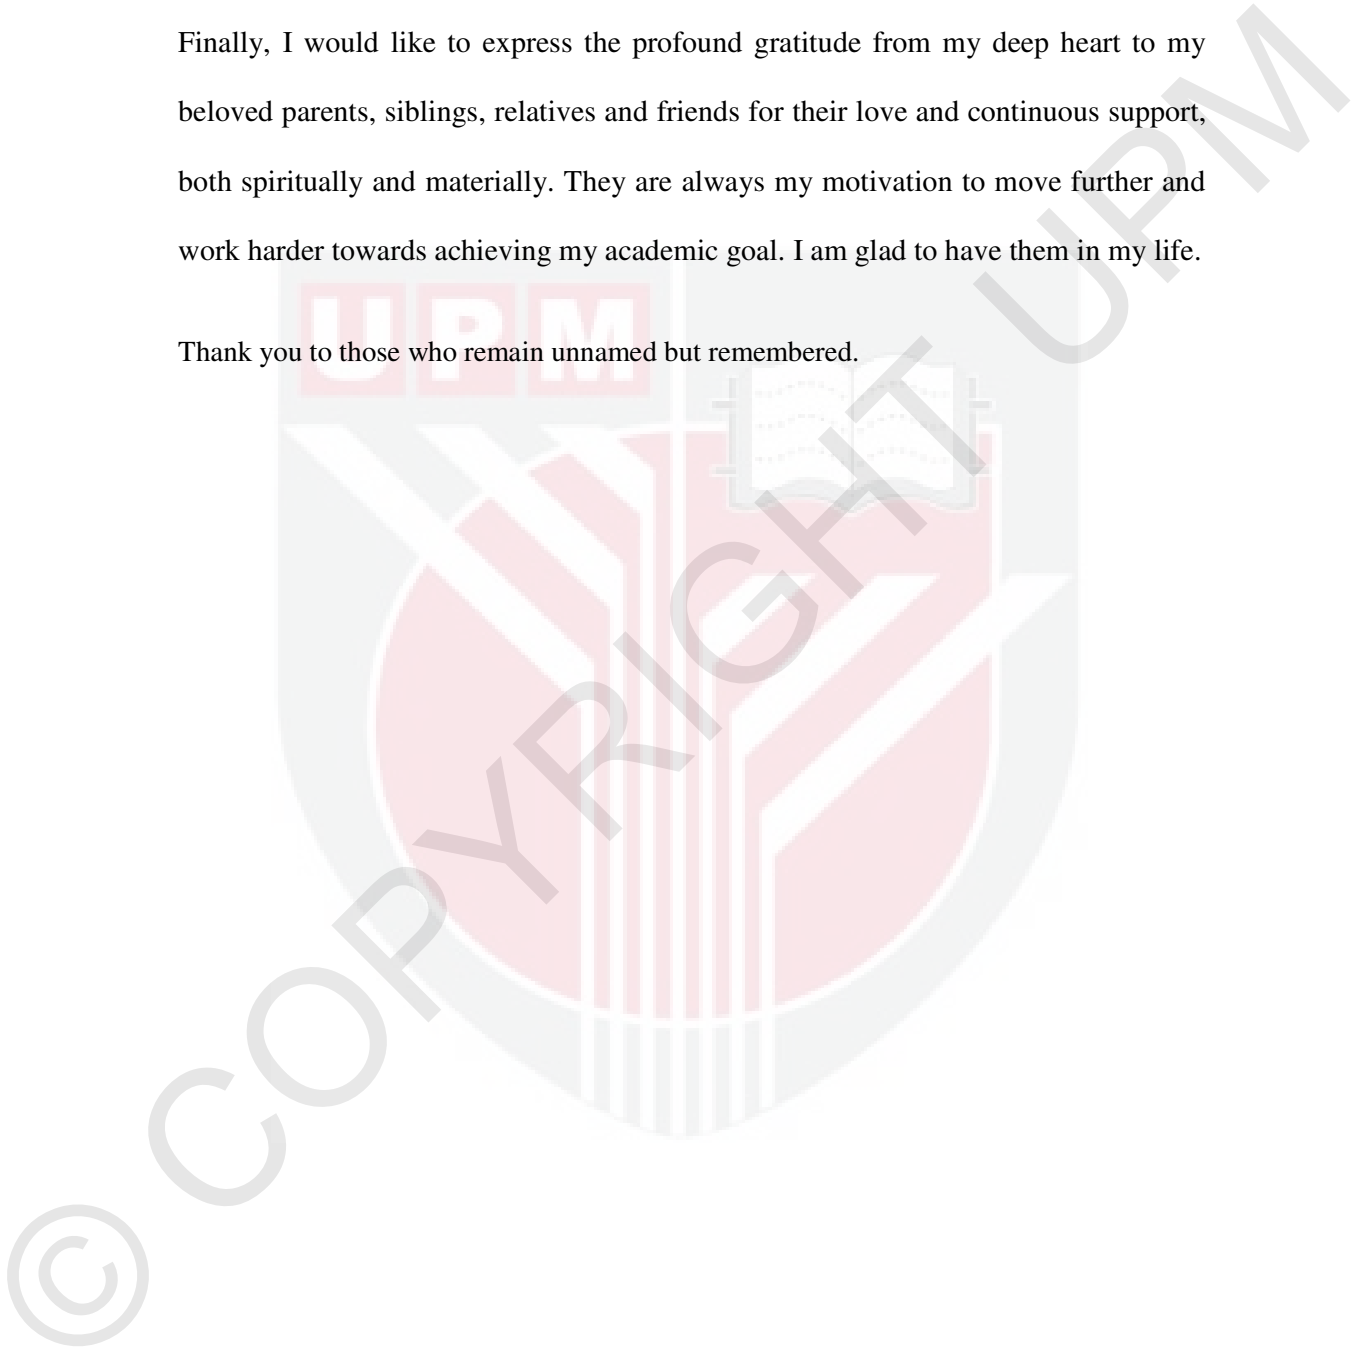 Finally, I would like to express the profound gratitude from my deep heart to my
beloved parents, siblings, relatives and friends for their love and continuous support,
both spiritually and materially. They are always my motivation to move further and
work harder towards achieving my academic goal. I am glad to have them in my life.
Thank you to those who remain unnamed but remembered.
UPM
© COPYRIGHT UPM